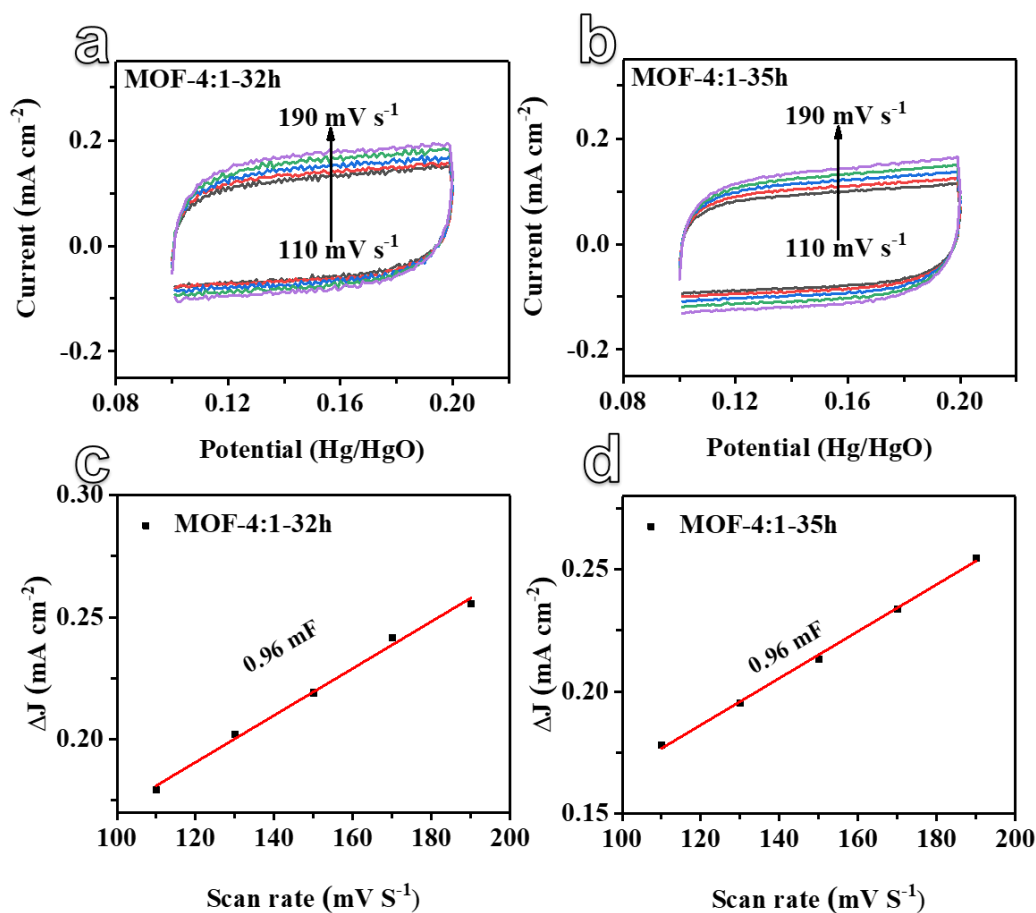 a
MOF-4:1-32h
190 mV s⁻¹
110 mV s⁻¹
0.2
0.0
-0.2
Current (mA cm⁻²)
0.08 0.12 0.16 0.20
Potential (Hg/HgO)
b
MOF-4:1-35h
190 mV s⁻¹
110 mV s⁻¹
0.2
0.0
-0.2
Current (mA cm⁻²)
0.08 0.12 0.16 0.20
Potential (Hg/HgO)
c
MOF-4:1-32h
0.96 mF
0.30
0.25
0.20
ΔJ (mA cm⁻²)
100 120 140 160 180 200
Scan rate (mV S⁻¹)
d
MOF-4:1-35h
0.96 mF
0.25
0.20
0.15
ΔJ (mA cm⁻²)
100 120 140 160 180 200
Scan rate (mV S⁻¹)